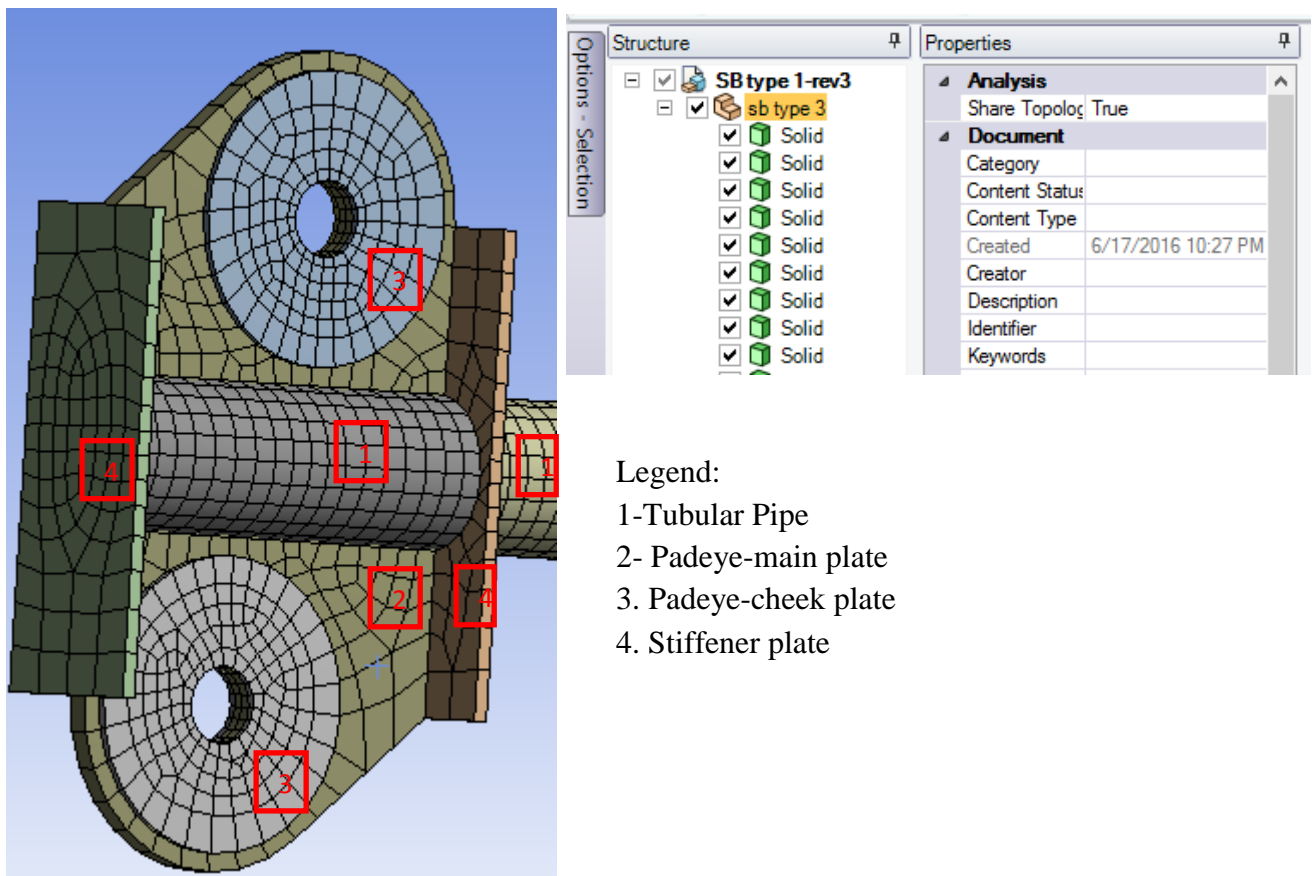 3
1
1
4
2
4
3
Options - Selection
Structure
SB type 1-rev3
sb type 3
Solid
Solid
Solid
Solid
Solid
Solid
Solid
Solid
Solid
Properties
Analysis
Share Topolog True
Document
Category
Content Status
Content Type
Created 6/17/2016 10:27 PM
Creator
Description
Identifier
Keywords
Legend:
1-Tubular Pipe
2- Padeye-main plate
3. Padeye-cheek plate
4. Stiffener plate